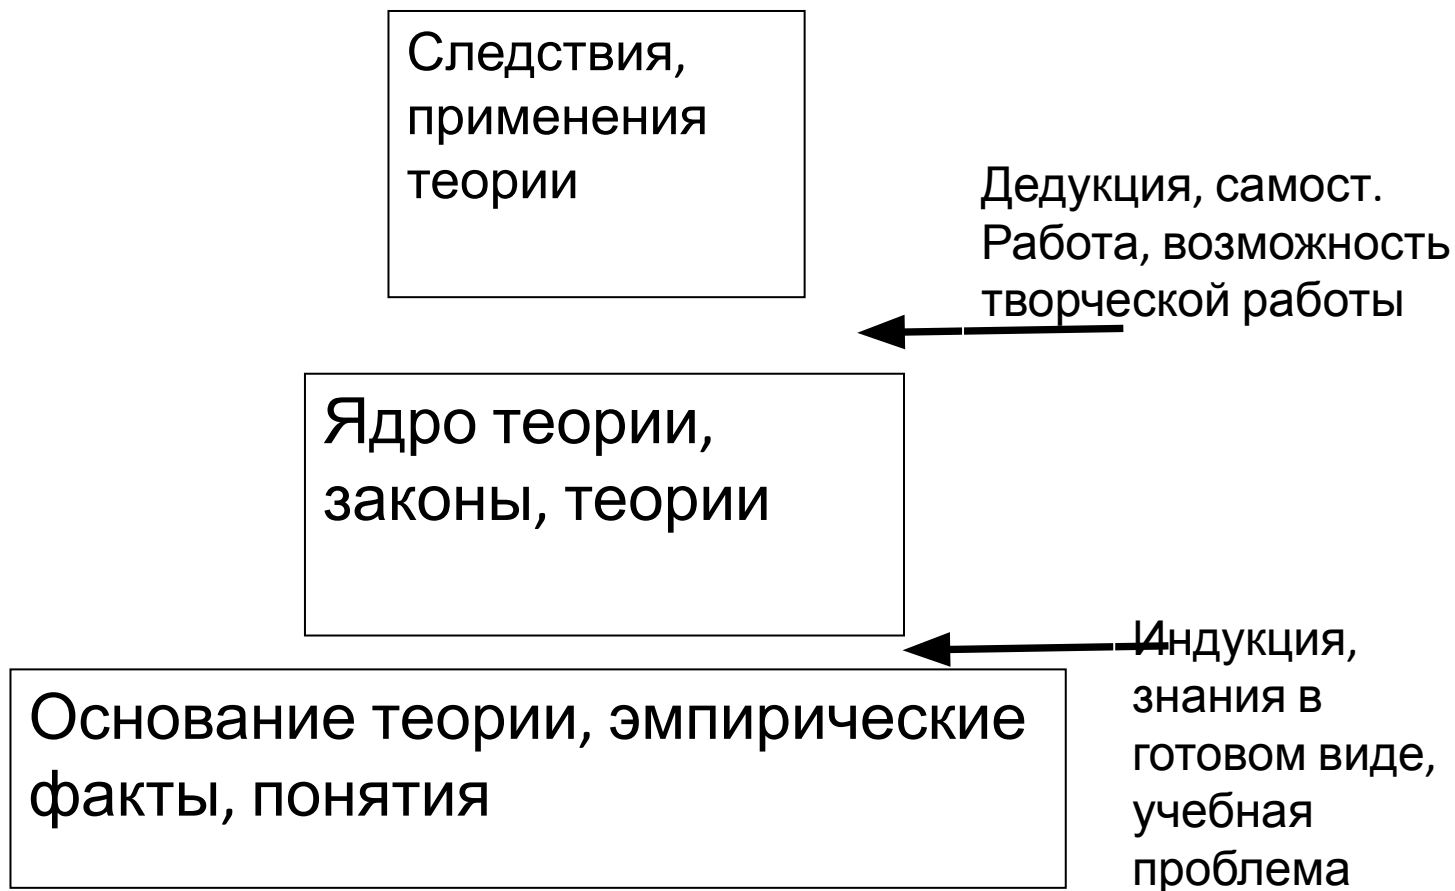 Следствия,
применения
теории
Дедукция, самост.
Работа, возможность
творческой работы
Ядро теории,
законы, теории
Индукция,
знания в
готовом виде,
учебная
проблема
Основание теории, эмпирические
факты, понятия